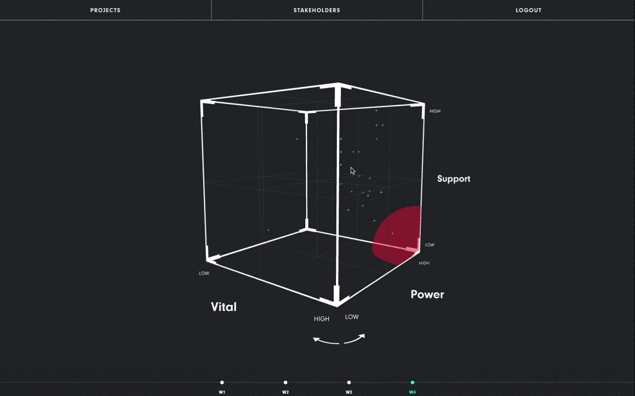 PROJECTS
STAKEHOLDERS
LOGOUT
HIGH
Support
LOW
HIGH
LOW
Power
Vital
HIGH
LOW
W1
W2
W3
W4